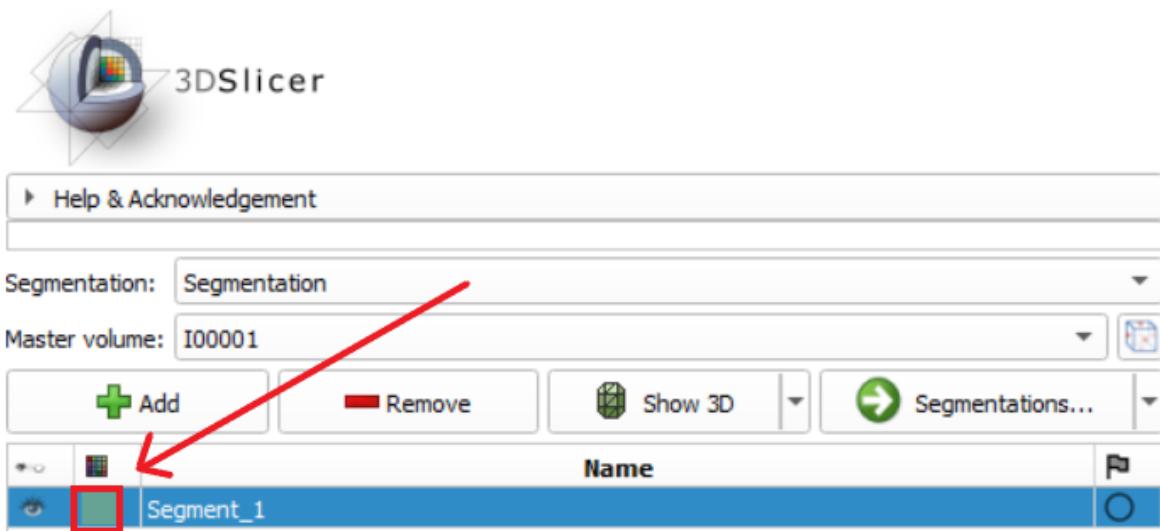 3DSlicer
Help & Acknowledgement
Segmentation: Segmentation
Master volume: I00001
Add Remove Show 3D Segmentations...
Name
Segment_1